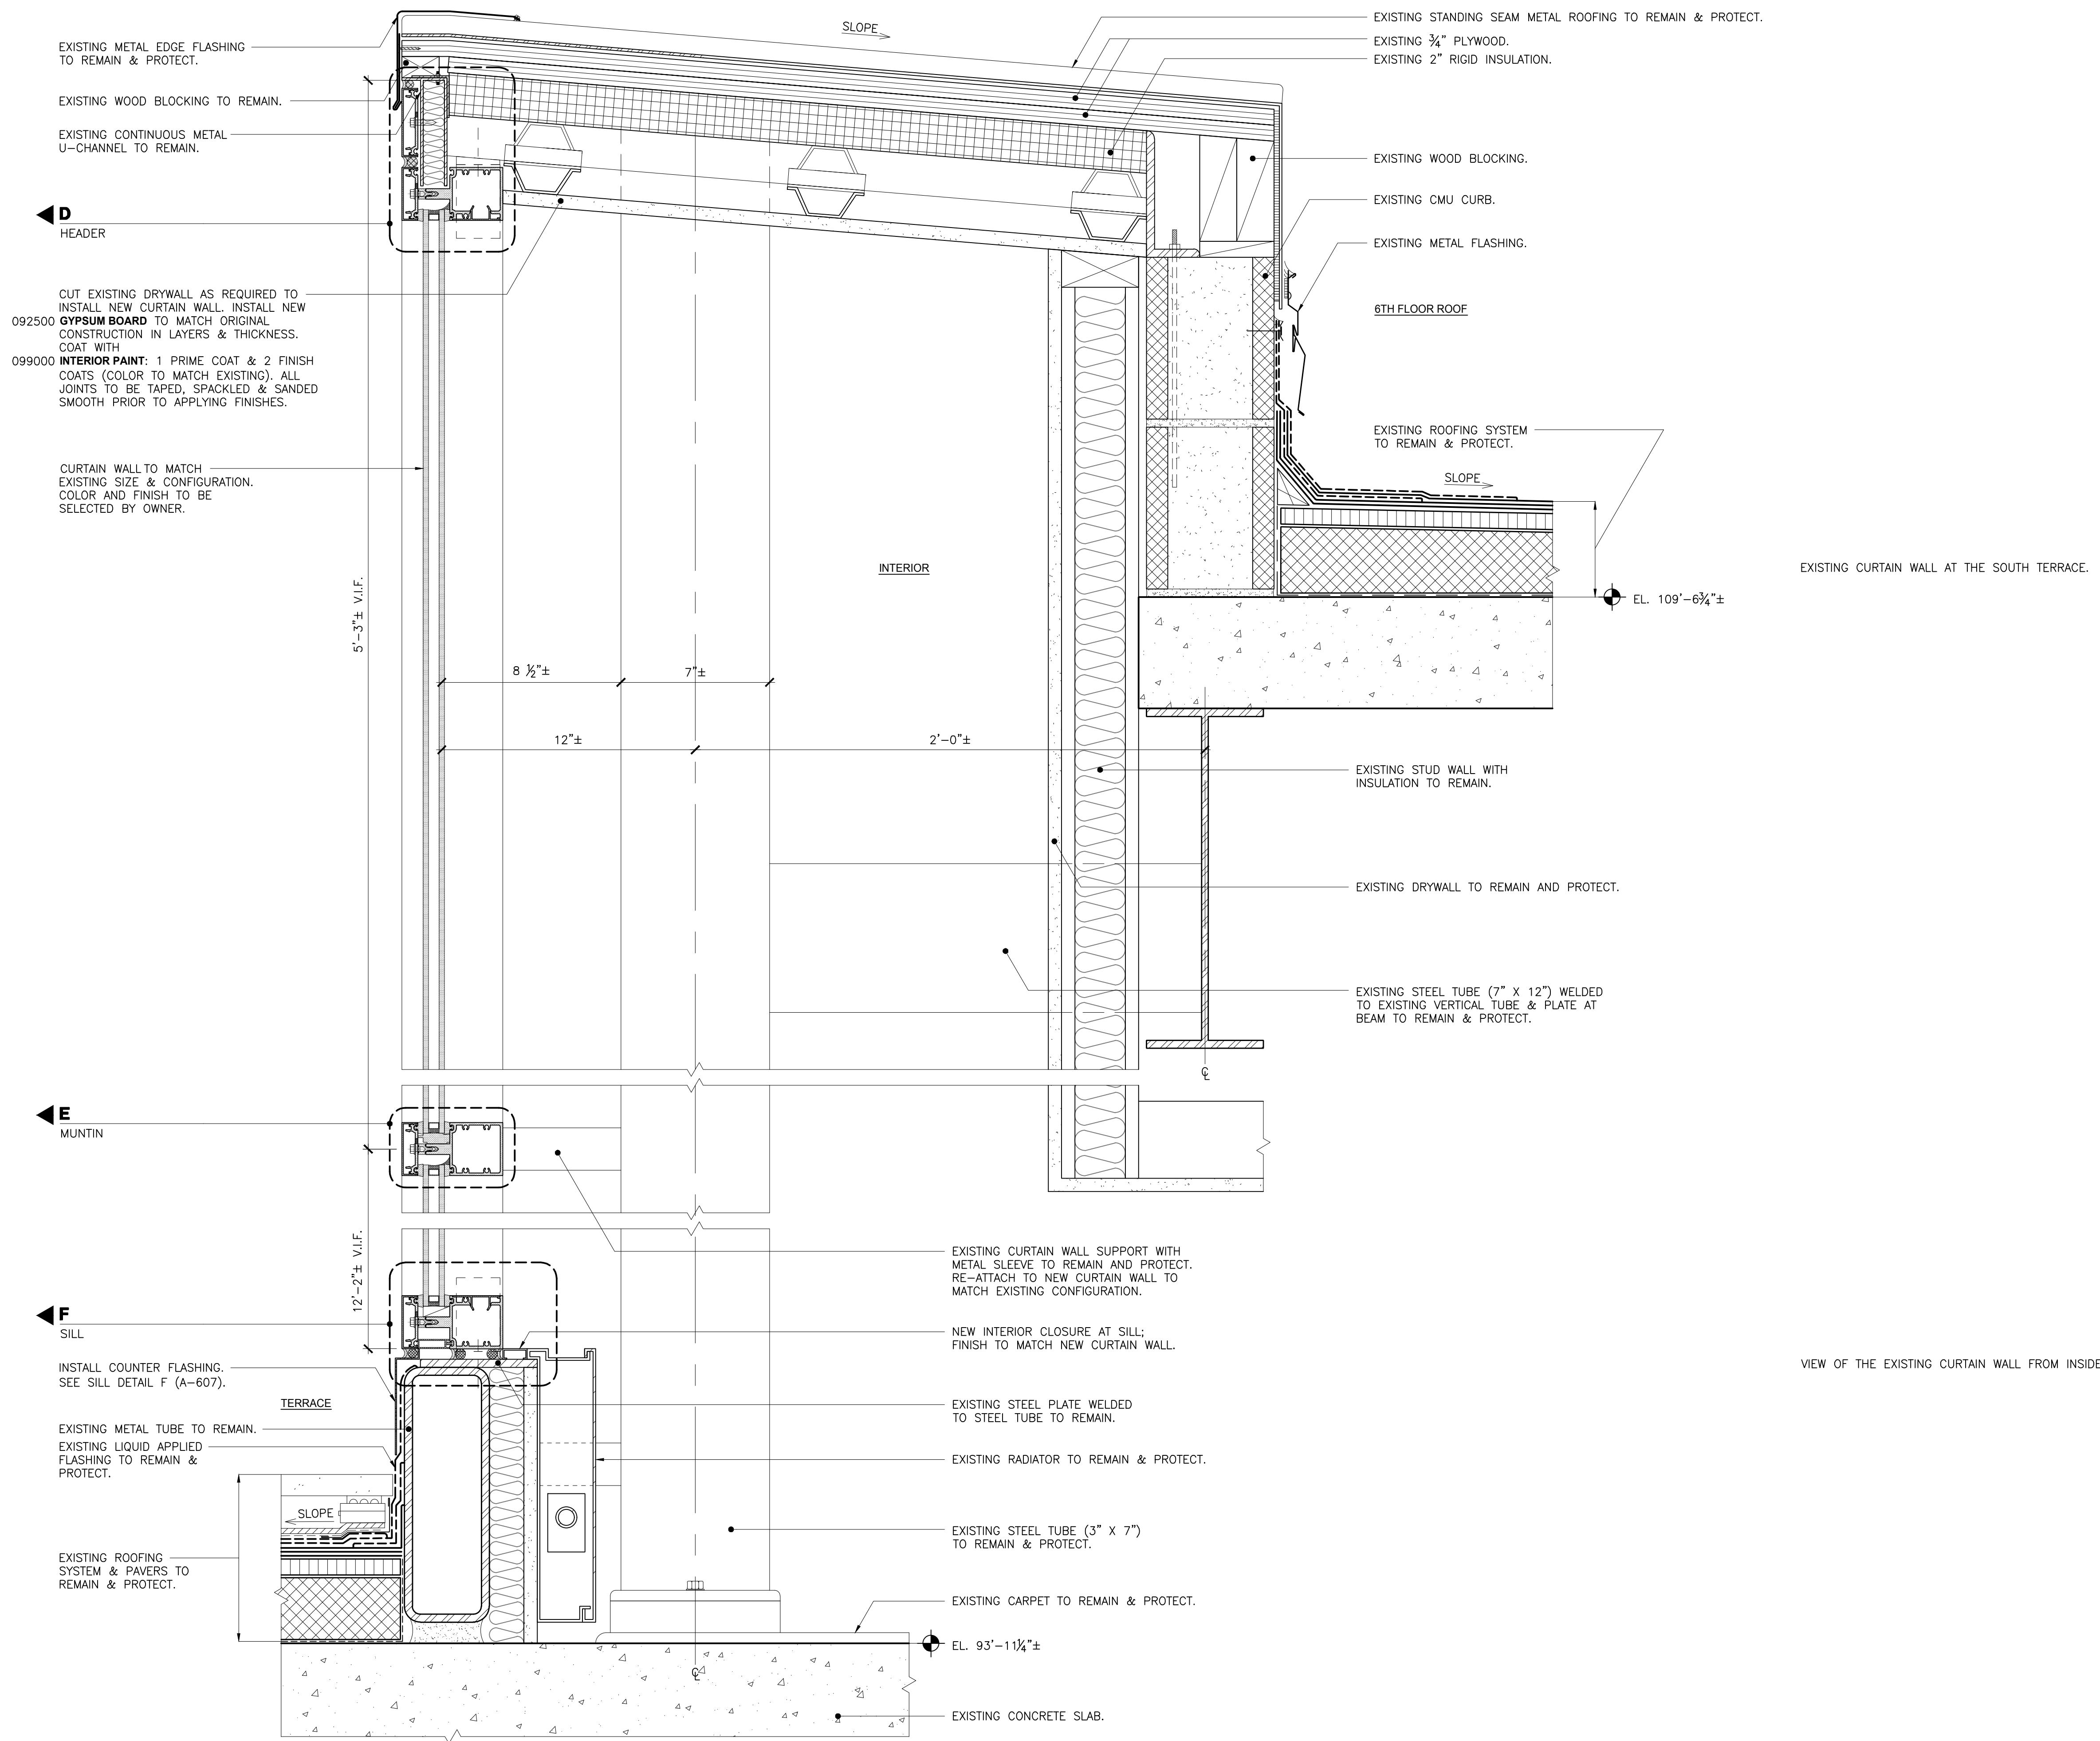 SLOPE
EXISTING METAL EDGE FLASHING
TO REMAIN & PROTECT.
EXISTING WOOD BLOCKING TO REMAIN.
EXISTING CONTINUOUS METAL
U-CHANNEL TO REMAIN.
D
HEADER
CUT EXISTING DRYWALL AS REQUIRED TO
INSTALL NEW CURTAIN WALL. INSTALL NEW
092500 GYPSUM BOARD TO MATCH ORIGINAL
CONSTRUCTION IN LAYERS & THICKNESS.
COAT WITH
099000 INTERIOR PAINT: 1 PRIME COAT & 2 FINISH
COATS (COLOR TO MATCH EXISTING). ALL
JOINTS TO BE TAPED, SPACKLED & SANDED
SMOOTH PRIOR TO APPLYING FINISHES.
CURTAIN WALL TO MATCH
EXISTING SIZE & CONFIGURATION.
COLOR AND FINISH TO BE
SELECTED BY OWNER.
5'-3"± V.I.F.
E
MUNTIN
12'-2"± V.I.F.
F
SILL
INSTALL COUNTER FLASHING.
SEE SILL DETAIL F (A-607).
TERRACE
EXISTING METAL TUBE TO REMAIN.
EXISTING LIQUID APPLIED
FLASHING TO REMAIN &
PROTECT.
SLOPE
EXISTING ROOFING
SYSTEM & PAVERS TO
REMAIN & PROTECT.
INTERIOR
8 ½"±
7"±
12"±
2'-0"±
EXISTING STANDING SEAM METAL ROOFING TO REMAIN & PROTECT.
EXISTING ¾" PLYWOOD.
EXISTING 2" RIGID INSULATION.
EXISTING WOOD BLOCKING.
EXISTING CMU CURB.
EXISTING METAL FLASHING.
6TH FLOOR ROOF
EXISTING ROOFING SYSTEM
TO REMAIN & PROTECT.
SLOPE
EL. 109'-6¾"±
EXISTING STUD WALL WITH
INSULATION TO REMAIN.
EXISTING DRYWALL TO REMAIN AND PROTECT.
EXISTING STEEL TUBE (7" X 12") WELDED
TO EXISTING VERTICAL TUBE & PLATE AT
BEAM TO REMAIN & PROTECT.
℄
EXISTING CURTAIN WALL SUPPORT WITH
METAL SLEEVE TO REMAIN AND PROTECT.
RE-ATTACH TO NEW CURTAIN WALL TO
MATCH EXISTING CONFIGURATION.
NEW INTERIOR CLOSURE AT SILL;
FINISH TO MATCH NEW CURTAIN WALL.
EXISTING STEEL PLATE WELDED
TO STEEL TUBE TO REMAIN.
EXISTING RADIATOR TO REMAIN & PROTECT.
EXISTING STEEL TUBE (3" X 7")
TO REMAIN & PROTECT.
EXISTING CARPET TO REMAIN & PROTECT.
EL. 93'-11¼"±
℄
EXISTING CONCRETE SLAB.
EXISTING CURTAIN WALL AT THE SOUTH TERRACE.
VIEW OF THE EXISTING CURTAIN WALL FROM INSIDE